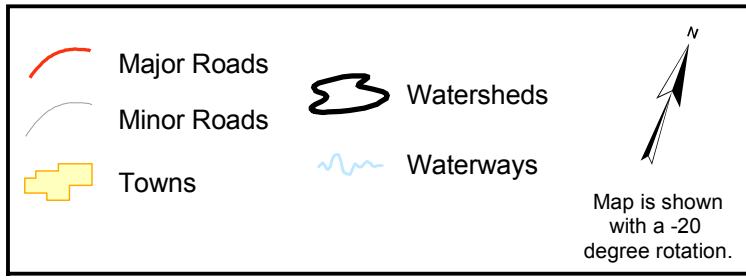 Major Roads
Minor Roads
Towns
Watersheds
Waterways
N
Map is shown
with a -20
degree rotation.